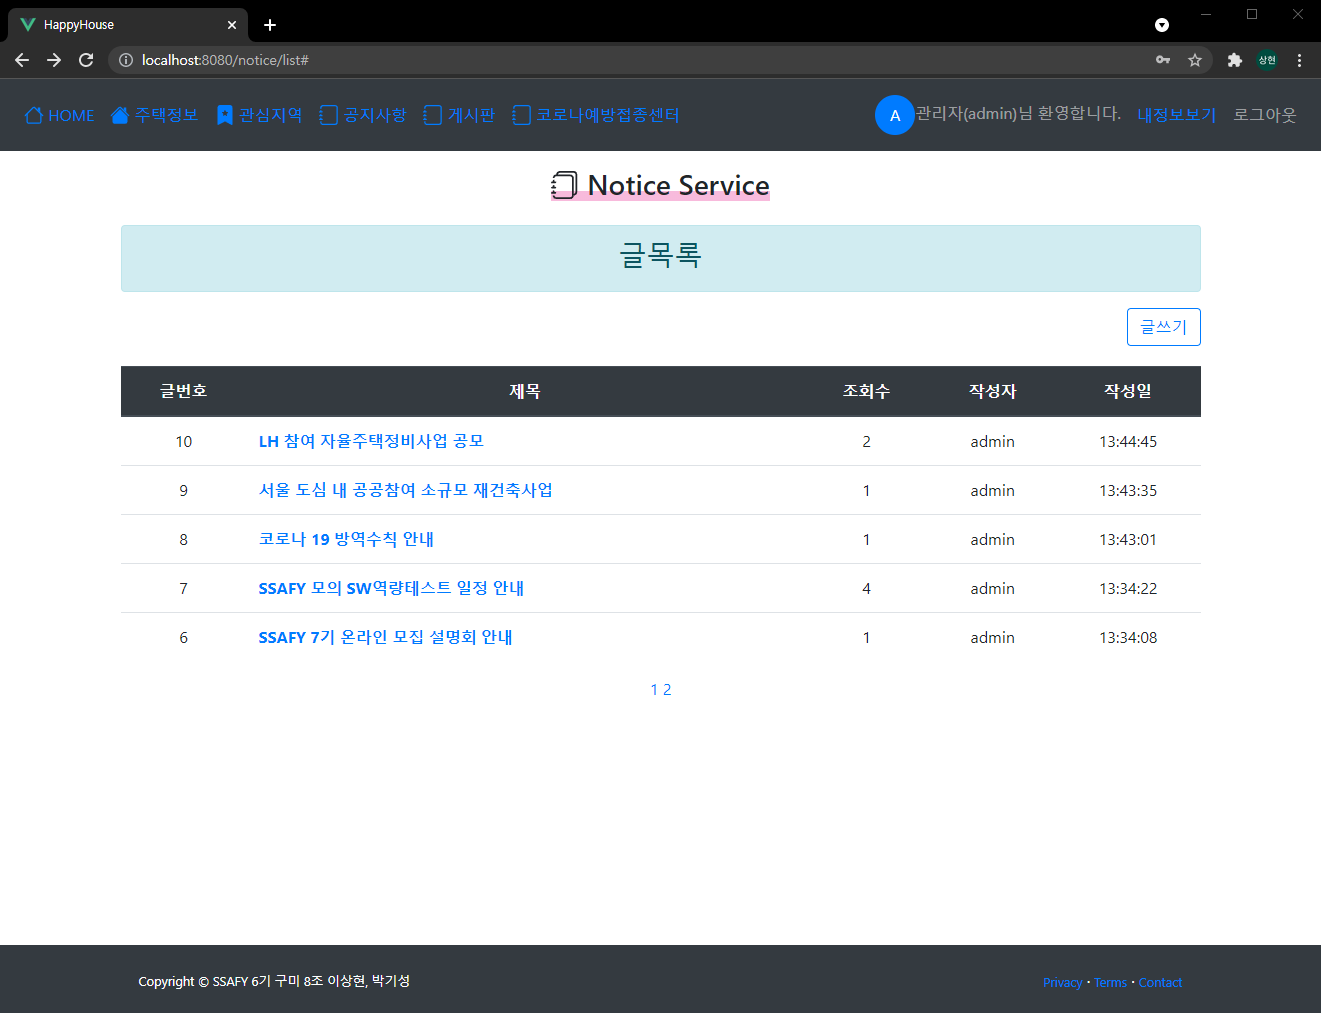 HappyHouse
localhost:8080/notice/list#
상현
HOME 주택정보 관심지역 공지사항 게시판 코로나예방접종센터 A 관리자(admin)님 환영합니다. 내정보보기 로그아웃
Notice Service
글목록
글쓰기
글번호 제목 조회수 작성자 작성일
10 LH 참여 자율주택정비사업 공모 2 admin 13:44:45
9 서울 도심 내 공공참여 소규모 재건축사업 1 admin 13:43:35
8 코로나 19 방역수칙 안내 1 admin 13:43:01
7 SSAFY 모의 SW역량테스트 일정 안내 4 admin 13:34:22
6 SSAFY 7기 온라인 모집 설명회 안내 1 admin 13:34:08
1 2
Copyright © SSAFY 6기 구미 8조 이상현, 박기성 Privacy · Terms · Contact